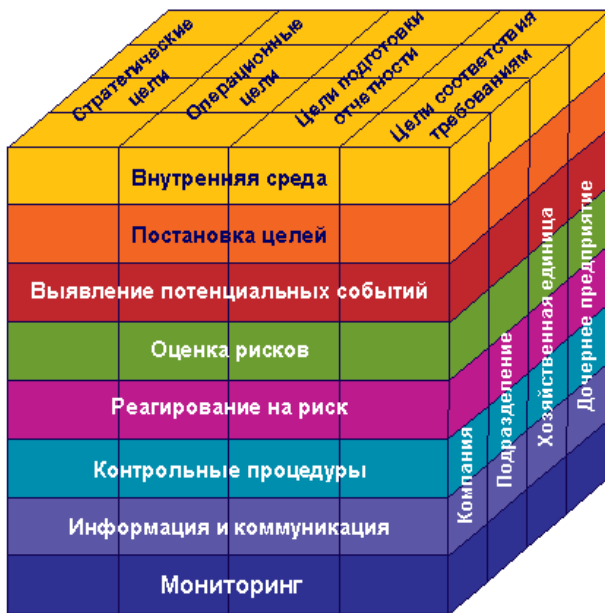 Стратегические
цели
Операционные
цели
Цели подготовки
отчетности
Цели соответствия
требованиям
Внутренняя среда
Постановка целей
Выявление потенциальных событий
Оценка рисков
Реагирование на риск
Контрольные процедуры
Информация и коммуникация
Мониторинг
Компания
Подразделение
Хозяйственная единица
Дочернее предприятие